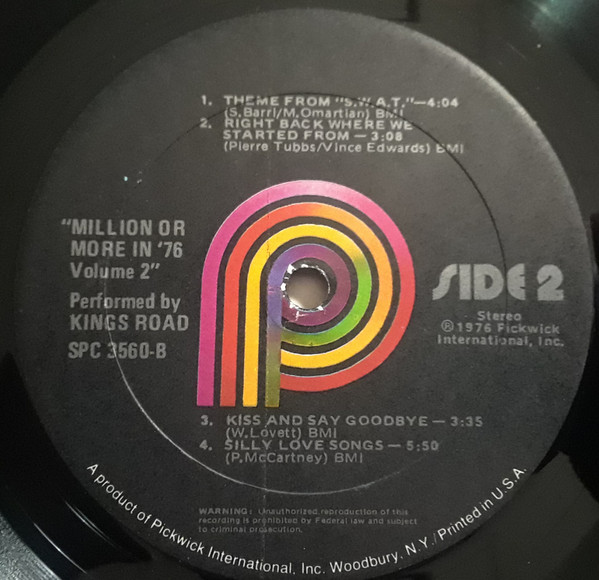 1. THEME FROM "S.W.A.T."—4:04
(S.Barri/M.Omartian) BMI
2. RIGHT BACK WHERE WE
STARTED FROM — 3:08
(Pierre Tubbs/Vince Edwards) BMI
"MILLION OR
MORE IN '76
Volume 2"
Performed by
KINGS ROAD
SPC 3560-B
SIDE 2
Stereo
℗1976 Pickwick
International, Inc.
3. KISS AND SAY GOODBYE — 3:35
(W.Lovett) BMI
4. SILLY LOVE SONGS — 5:50
(P.McCartney) BMI
WARNING: Unauthorized reproduction of this
recording is prohibited by Federal law and subject
to criminal prosecution.
A product of Pickwick International, Inc. Woodbury, N.Y./Printed in U.S.A.